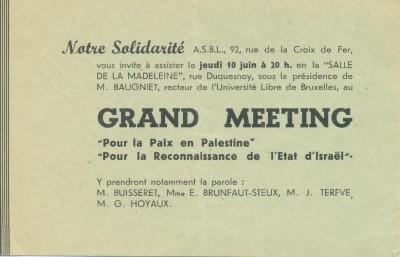 Notre Solidarité A.S.B.L., 92, rue de la Croix de Fer,
vous invite à assister le jeudi 10 juin à 20 h. en la "SALLE
DE LA MADELEINE", rue Duquesnoy, sous la présidence de
M. BAUGNIET, recteur de l'Université Libre de Bruxelles, au
GRAND MEETING
"Pour la Paix en Palestine"
"Pour la Reconnaissance de l'Etat d'Israël".
Y prendront notamment la parole :
M. BUISSERET, Mme E. BRUNFAUT-STEUX, M. J. TERFVE,
M. G. HOYAUX.